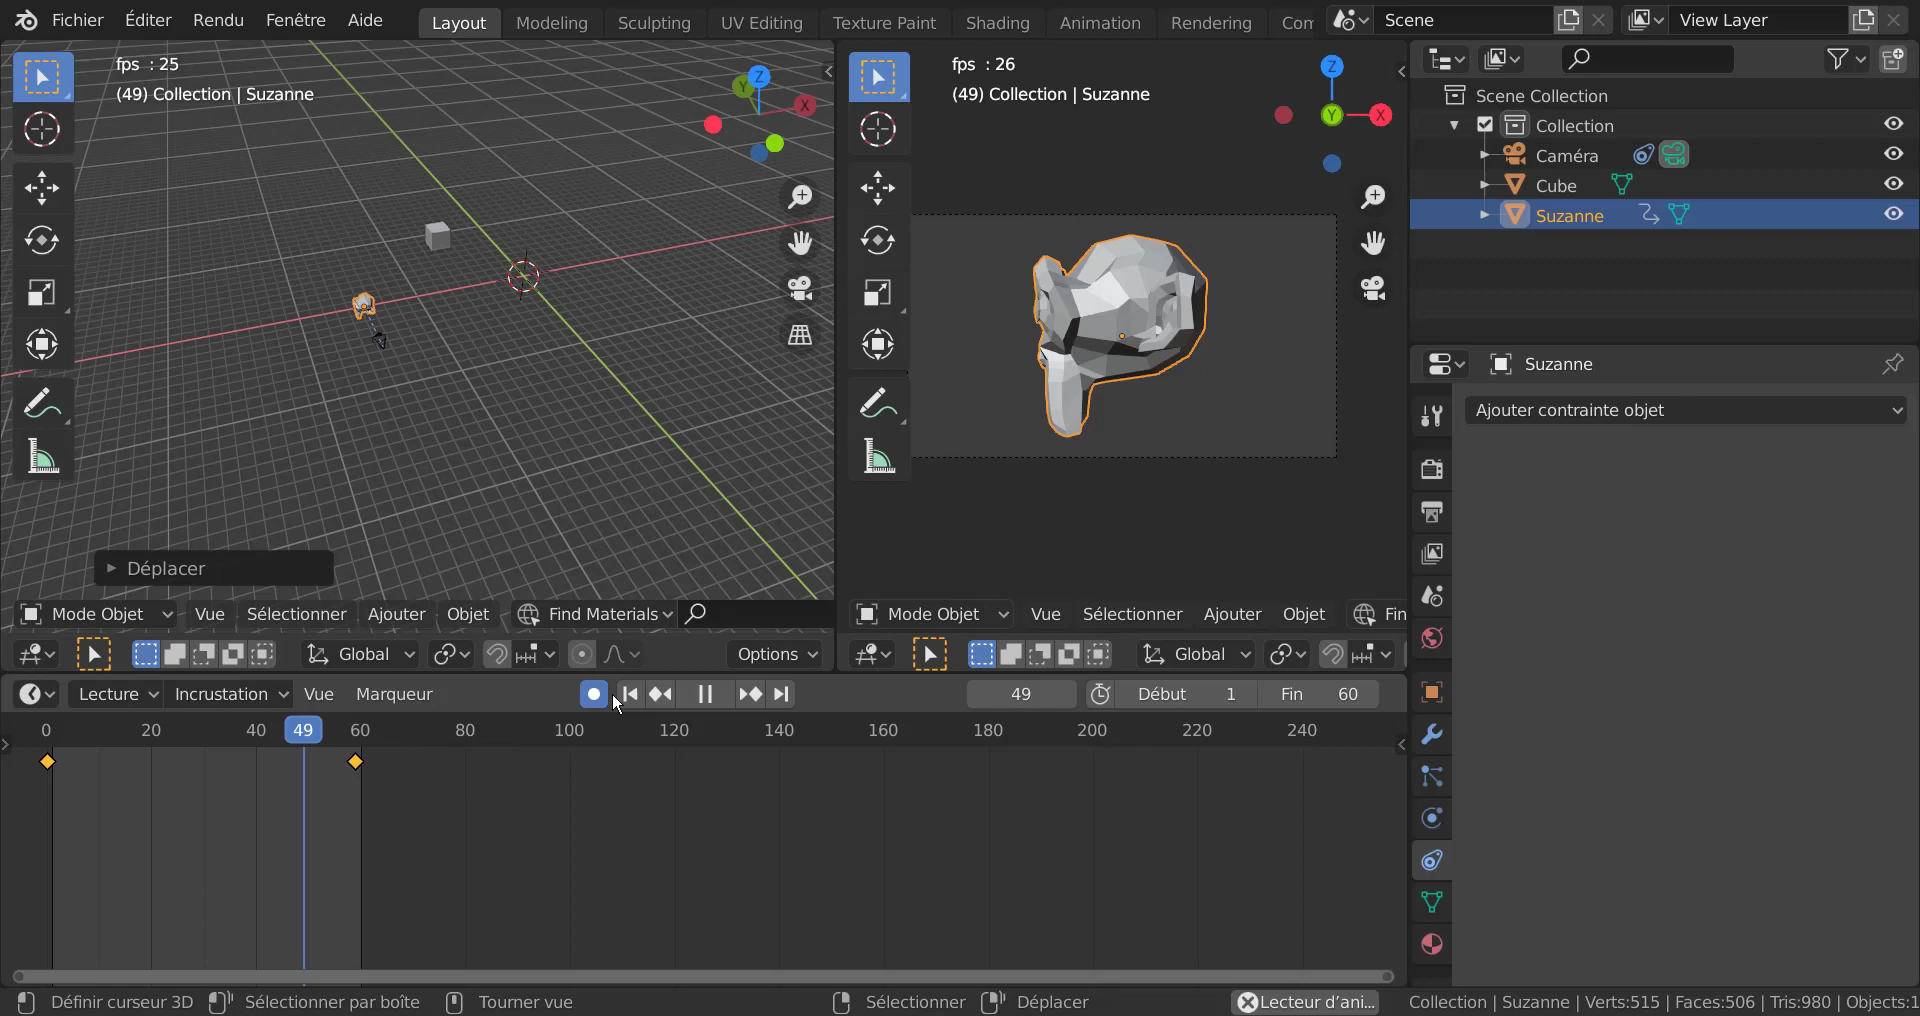 Fichier Éditer Rendu Fenêtre Aide Layout Modeling Sculpting UV Editing Texture Paint Shading Animation Rendering Com Scene View Layer
fps : 25
(49) Collection | Suzanne
Z
Y
X
Déplacer
Mode Objet Vue Sélectionner Ajouter Objet Find Materials
Global Options
fps : 26
(49) Collection | Suzanne
Z
Y
X
Mode Objet Vue Sélectionner Ajouter Objet Fin
Global
Scene Collection
Collection
Caméra
Cube
Suzanne
Suzanne
Ajouter contrainte objet
Lecture Incrustation Vue Marqueur 49 Début 1 Fin 60
0 20 40 49 60 80 100 120 140 160 180 200 220 240
Définir curseur 3D Sélectionner par boîte Tourner vue Sélectionner Déplacer Lecteur d'ani... Collection | Suzanne | Verts:515 | Faces:506 | Tris:980 | Objects:1